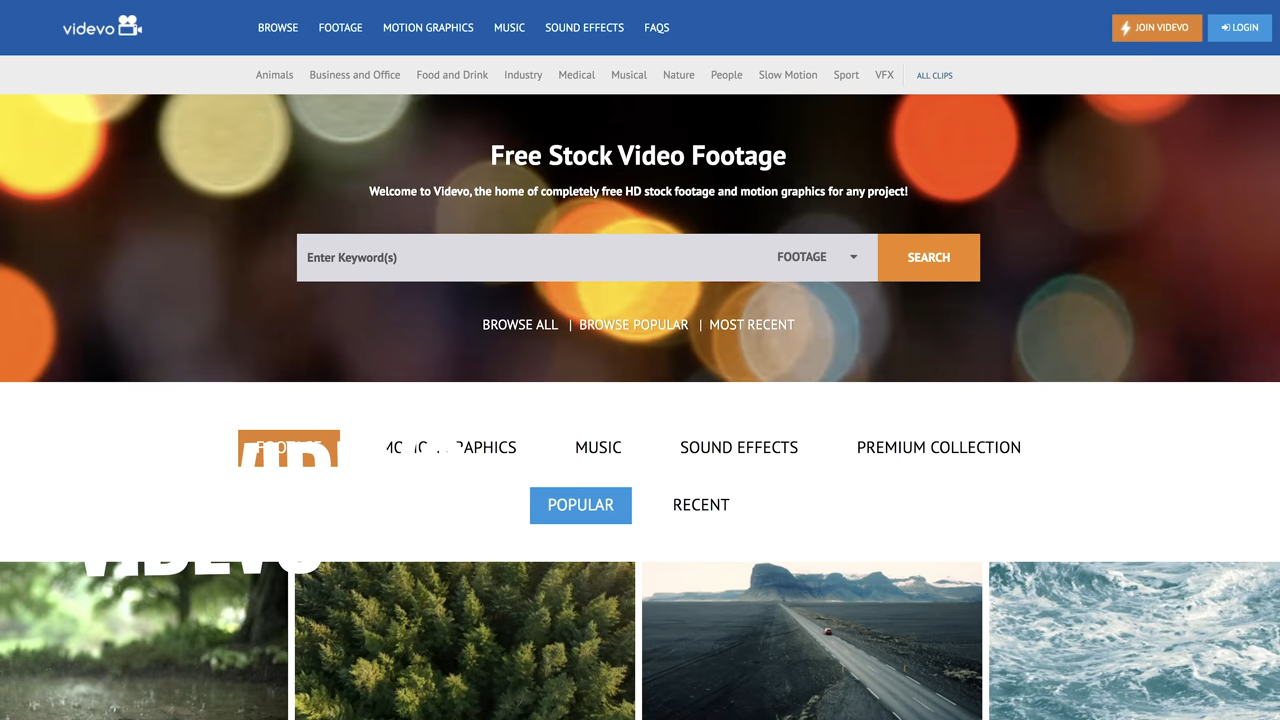 videvo
BROWSE FOOTAGE MOTION GRAPHICS MUSIC SOUND EFFECTS FAQS
JOIN VIDEVO LOGIN
Animals Business and Office Food and Drink Industry Medical Musical Nature People Slow Motion Sport VFX ALL CLIPS
Free Stock Video Footage
Welcome to Videvo, the home of completely free HD stock footage and motion graphics for any project!
Enter Keyword(s) FOOTAGE SEARCH
BROWSE ALL | BROWSE POPULAR | MOST RECENT
MUSIC SOUND EFFECTS PREMIUM COLLECTION
POPULAR RECENT
VIDEVO